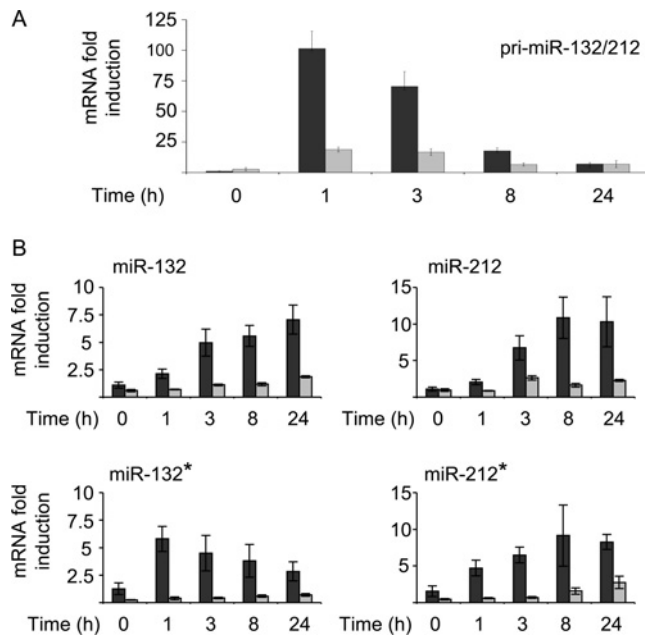 A
mRNA fold induction
125
100
75
50
25
pri-miR-132/212
Time (h) 0 1 3 8 24
B
miR-132
mRNA fold induction
10
7.5
5
2.5
Time (h) 0 1 3 8 24
miR-212
15
10
5
Time (h) 0 1 3 8 24
miR-132*
mRNA fold induction
10
7.5
5
2.5
Time (h) 0 1 3 8 24
miR-212*
15
10
5
Time (h) 0 1 3 8 24